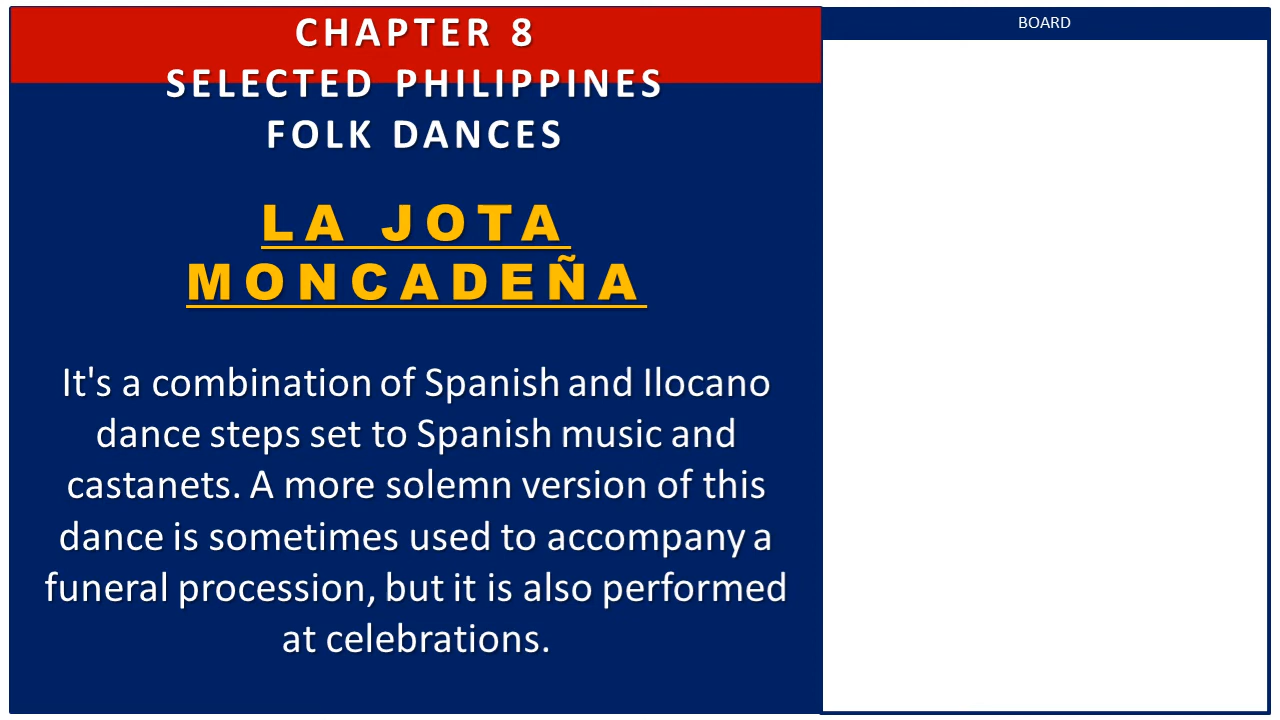 CHAPTER 8
SELECTED PHILIPPINES
FOLK DANCES
LA JOTA
MONCADEÑA
It's a combination of Spanish and Ilocano
dance steps set to Spanish music and
castanets. A more solemn version of this
dance is sometimes used to accompany a
funeral procession, but it is also performed
at celebrations.
BOARD